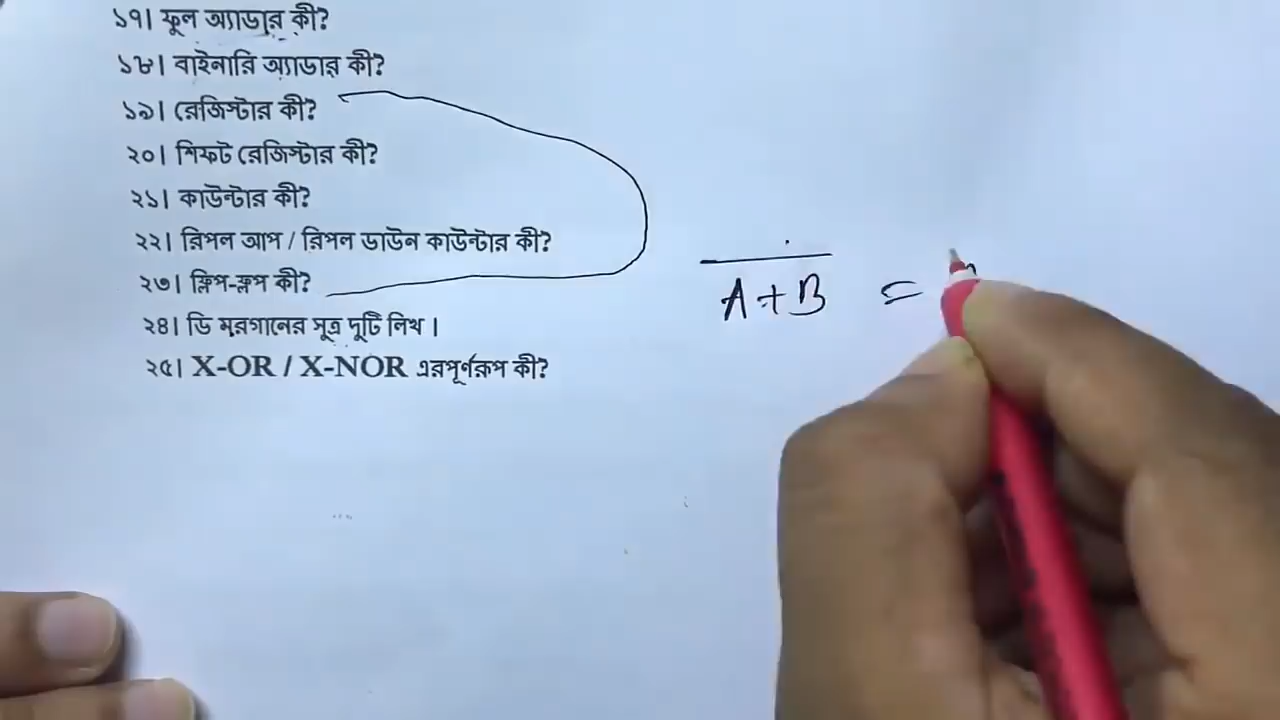 ১৭। ফুল অ্যাডার কী?
১৮। বাইনারি অ্যাডার কী?
১৯। রেজিস্টার কী?
২০। শিফট রেজিস্টার কী?
২১। কাউন্টার কী?
২২। রিপল আপ / রিপল ডাউন কাউন্টার কী?
২৩। ফ্লিপ-ফ্লপ কী?
২৪। ডি মরগানের সুত্র দুটি লিখ।
২৫। X-OR / X-NOR এরপূর্ণরূপ কী?
A̅ ̅+̅ ̅B̅ =